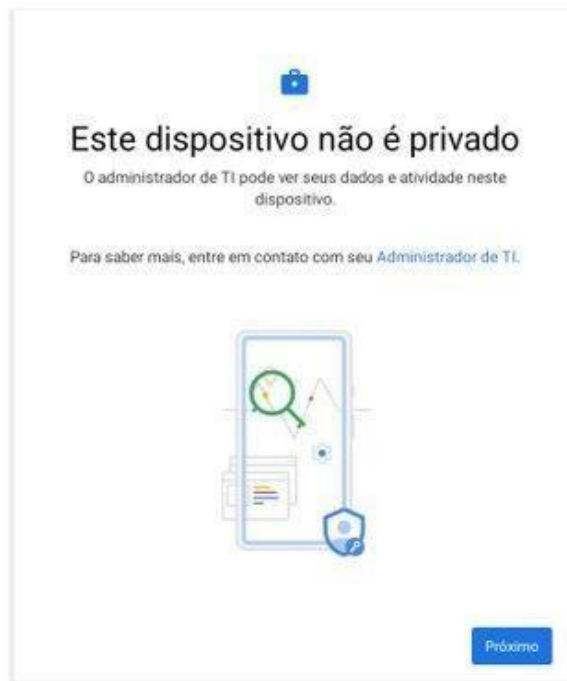 Este dispositivo não é privado
O administrador de TI pode ver seus dados e atividade neste
dispositivo.
Para saber mais, entre em contato com seu Administrador de TI.
Próximo